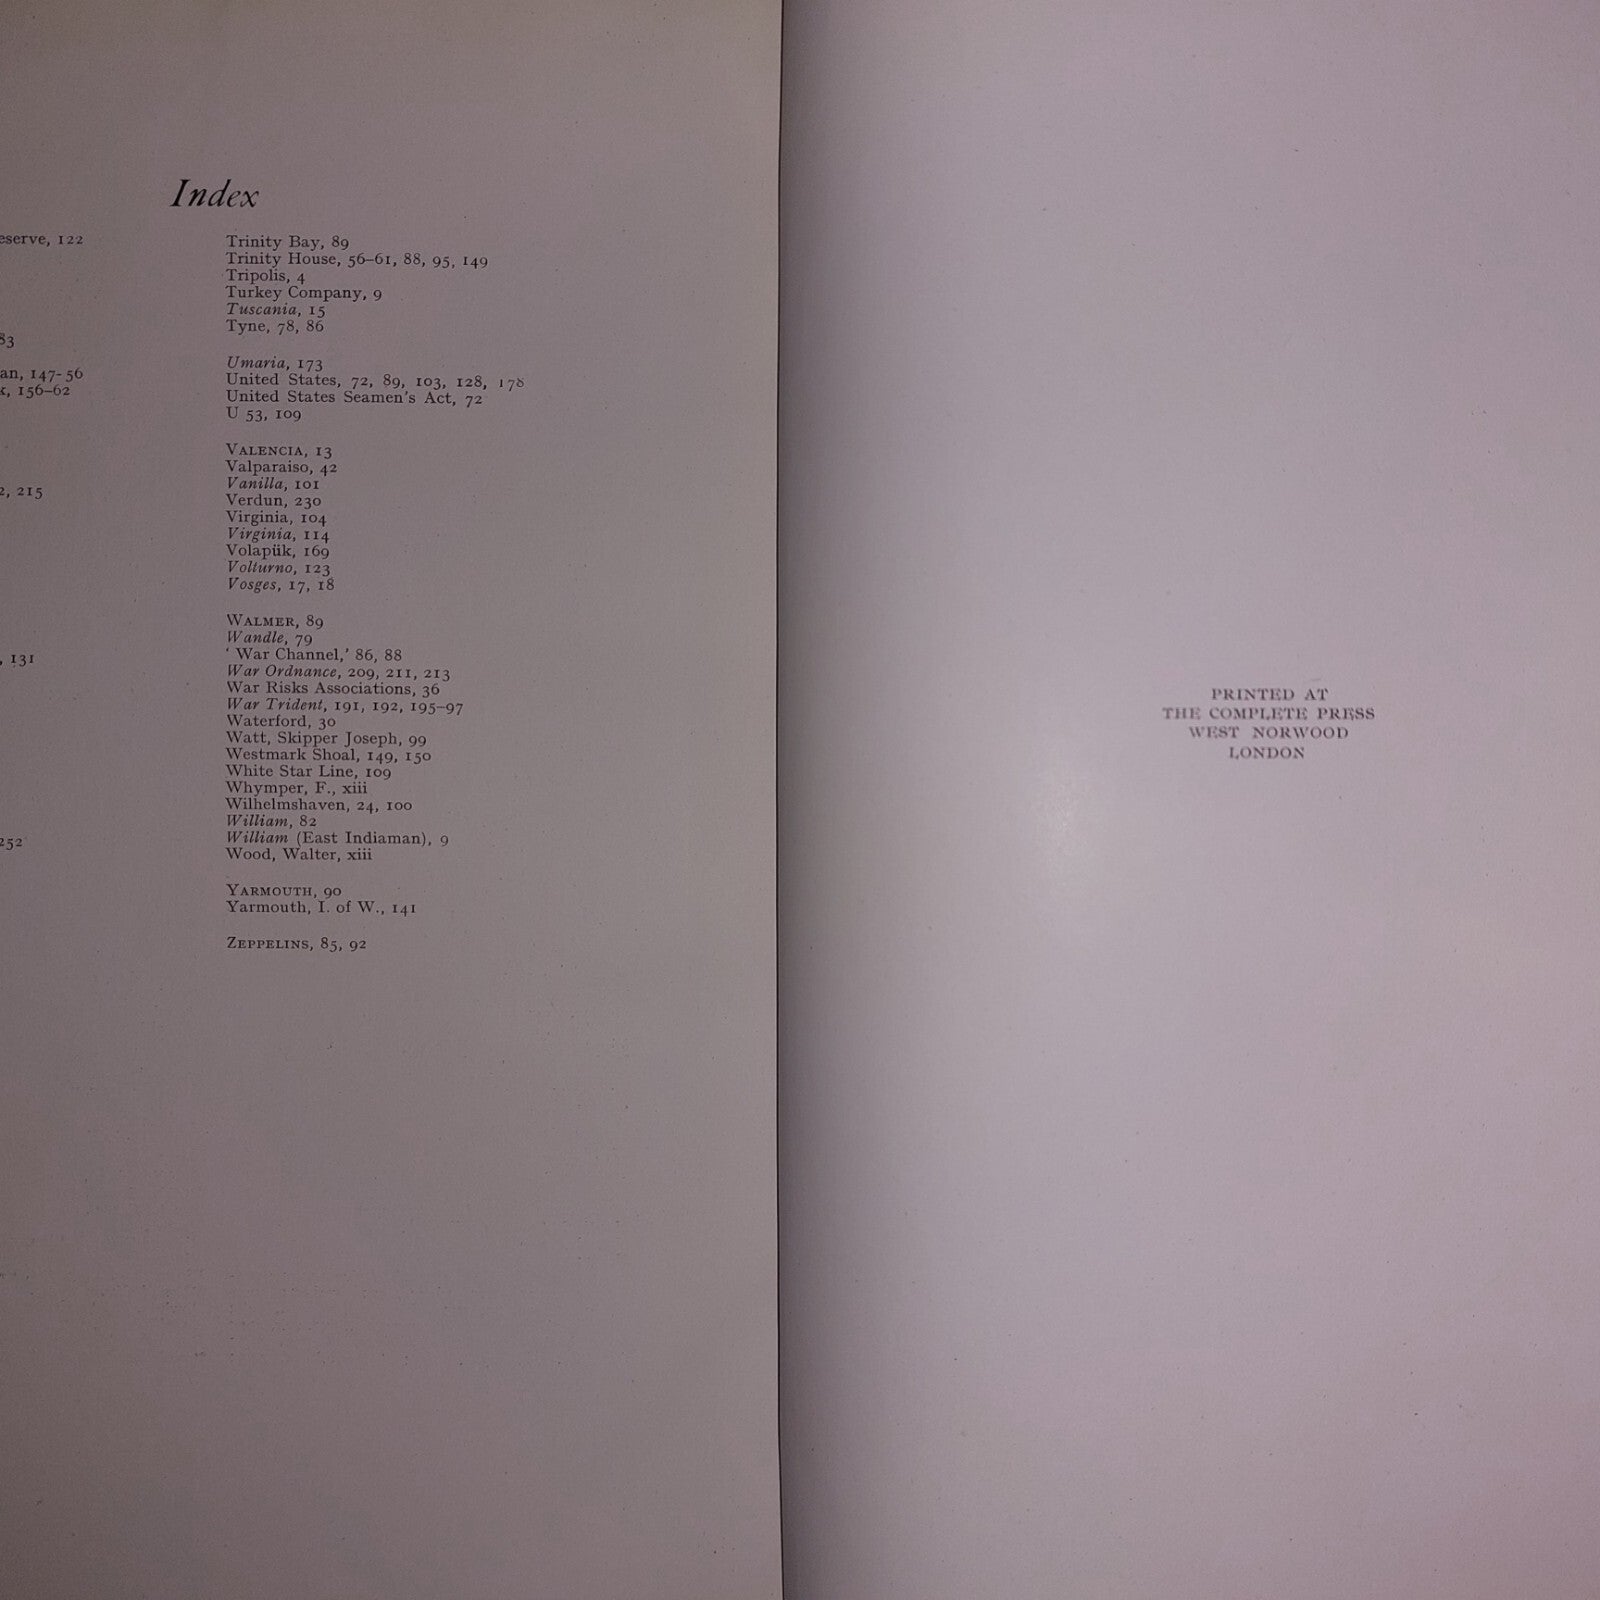 Index
eserve, 122
83
an, 147-56
k, 156–62
2, 215
, 131
252
Trinity Bay, 89
Trinity House, 56–61, 88, 95, 149
Tripolis, 4
Turkey Company, 9
Tuscania, 15
Tyne, 78, 86
Umaria, 173
United States, 72, 89, 103, 128, 178
United States Seamen's Act, 72
U 53, 109
VALENCIA, 13
Valparaiso, 42
Vanilla, 101
Verdun, 230
Virginia, 104
Virginia, 114
Volapük, 169
Volturno, 123
Vosges, 17, 18
WALMER, 89
Wandle, 79
‘ War Channel,’ 86, 88
War Ordnance, 209, 211, 213
War Risks Associations, 36
War Trident, 191, 192, 195–97
Waterford, 30
Watt, Skipper Joseph, 99
Westmark Shoal, 149, 150
White Star Line, 109
Whymper, F., xiii
Wilhelmshaven, 24, 100
William, 82
William (East Indiaman), 9
Wood, Walter, xiii
YARMOUTH, 90
Yarmouth, I. of W., 141
ZEPPELINS, 85, 92
PRINTED AT
THE COMPLETE PRESS
WEST NORWOOD
LONDON